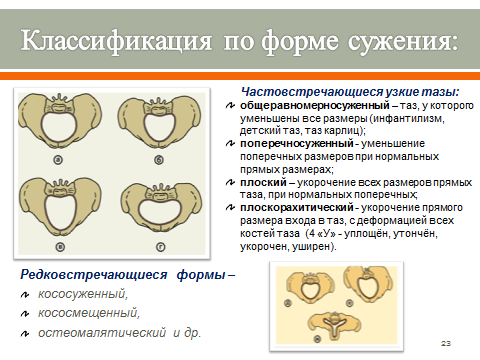 Классификация по форме сужения:
Частовстречающиеся узкие тазы:
общеравномерносуженный – таз, у которого
уменьшены все размеры (инфантилизм,
детский таз, таз карлиц);
поперечносуженный - уменьшение
поперечных размеров при нормальных
прямых размерах;
плоский – укорочение всех размеров прямых
таза, при нормальных поперечных;
плоскорахитический - укорочение прямого
размера входа в таз, с деформацией всех
костей таза (4 «У» - уплощён, утончён,
укорочен, уширен).
а
б
в
г
Редковстречающиеся формы –
кососуженный,
кососмещенный,
остеомалятический и др.
23